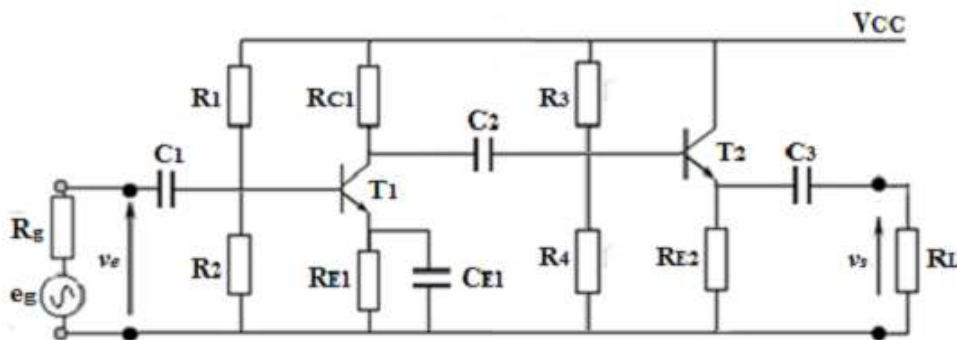 VCC
R1
RC1
R3
C2
C1
T1
T2
C3
Rg
ve
R2
RE1
CE1
R4
RE2
vs
RL
eg